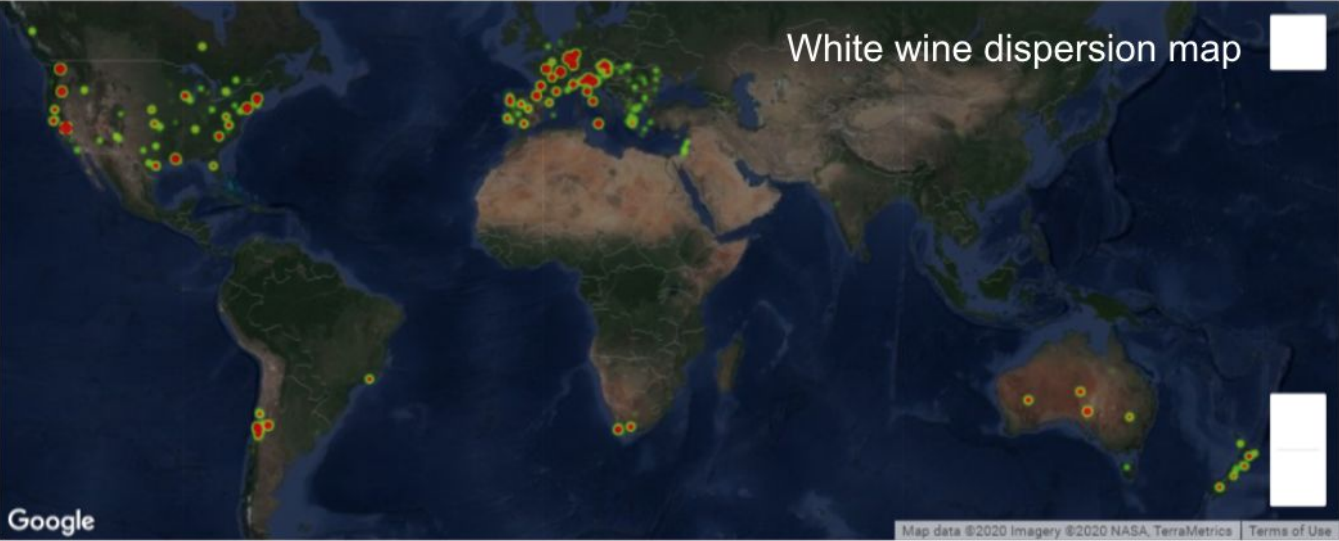 White wine dispersion map
Google
Map data ©2020 Imagery ©2020 NASA, TerraMetrics
Terms of Use